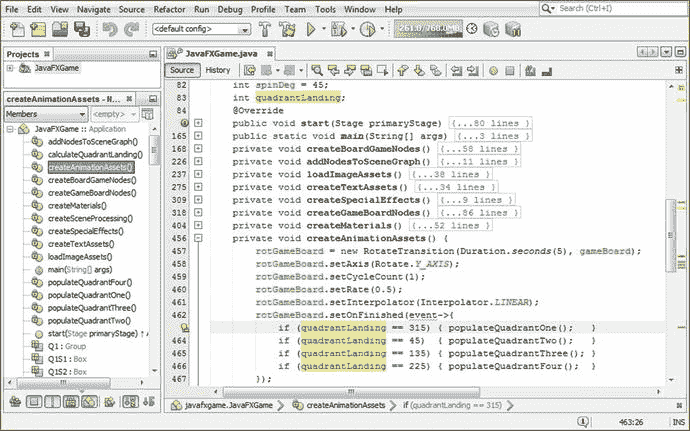 File Edit View Navigate Source Refactor Run Debug Profile Team Tools Window Help
Search (Ctrl+I)
<default config>
261.0/760.0MB
Projects
JavaFXGame
createAnimationAssets - N...
Members
<empty>
JavaFXGame :: Application
addNodesToSceneGraph()
calculateQuadrantLanding()
createAnimationAssets()
createBoardGameNodes()
createGameBoardNodes()
createMaterials()
createSceneProcessing()
createSpecialEffects()
createTextAssets()
loadImageAssets()
main(String[] args)
populateQuadrantFour()
populateQuadrantOne()
populateQuadrantThree()
populateQuadrantTwo()
start(Stage primaryStage) ↑ A
Q1 : Group
Q1S1 : Box
Q1S2 : Box
JavaFXGame.java
Source History
82 int spinDeg = 45;
83 int quadrantLanding;
84 @Override
public void start(Stage primaryStage) {...80 lines }
165 public static void main(String[] args) {...3 lines }
168 private void createBoardGameNodes() {...58 lines }
226 private void addNodesToSceneGraph() {...11 lines }
237 private void loadImageAssets() {...38 lines }
275 private void createTextAssets() {...34 lines }
309 private void createSpecialEffects() {...9 lines }
318 private void createGameBoardNodes() {...86 lines }
404 private void createMaterials() {...52 lines }
456 private void createAnimationAssets() {
457 rotGameBoard = new RotateTransition(Duration.seconds(5), gameBoard);
458 rotGameBoard.setAxis(Rotate.Y_AXIS);
459 rotGameBoard.setCycleCount(1);
460 rotGameBoard.setRate(0.5);
461 rotGameBoard.setInterpolator(Interpolator.LINEAR);
462 rotGameBoard.setOnFinished(event->{
if (quadrantLanding == 315) { populateQuadrantOne(); }
464 if (quadrantLanding == 45) { populateQuadrantTwo(); }
465 if (quadrantLanding == 135) { populateQuadrantThree(); }
466 if (quadrantLanding == 225) { populateQuadrantFour(); }
467 });
javafxgame.JavaFXGame createAnimationAssets if (quadrantLanding == 315)
463:26 INS